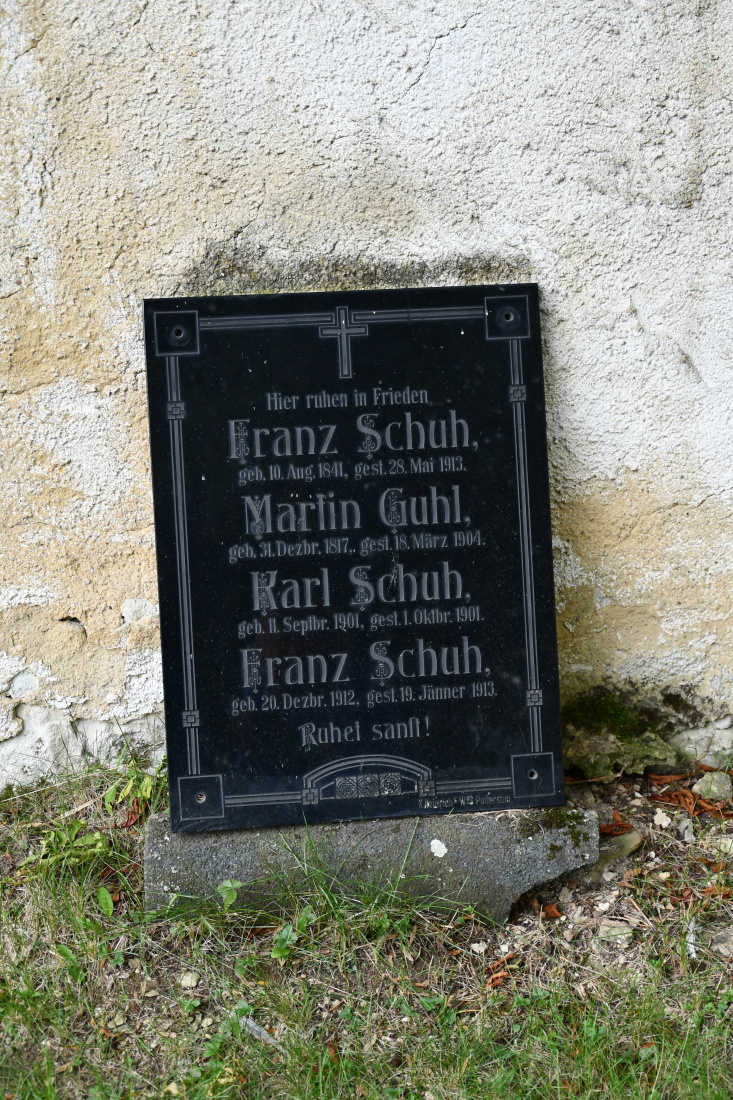 Hier ruhen in Frieden
Franz Schuh,
geb. 10. Aug. 1841, gest. 28. Mai 1913.
Martin Guhl,
geb. 31. Dezbr. 1817., gest. 18. März 1904.
Karl Schuh,
geb. 11. Septbr. 1901, gest. 1. Oktbr. 1901.
Franz Schuh,
geb. 20. Dezbr. 1912, gest. 19. Jänner 1913.
Ruhet sanft!
Podersam